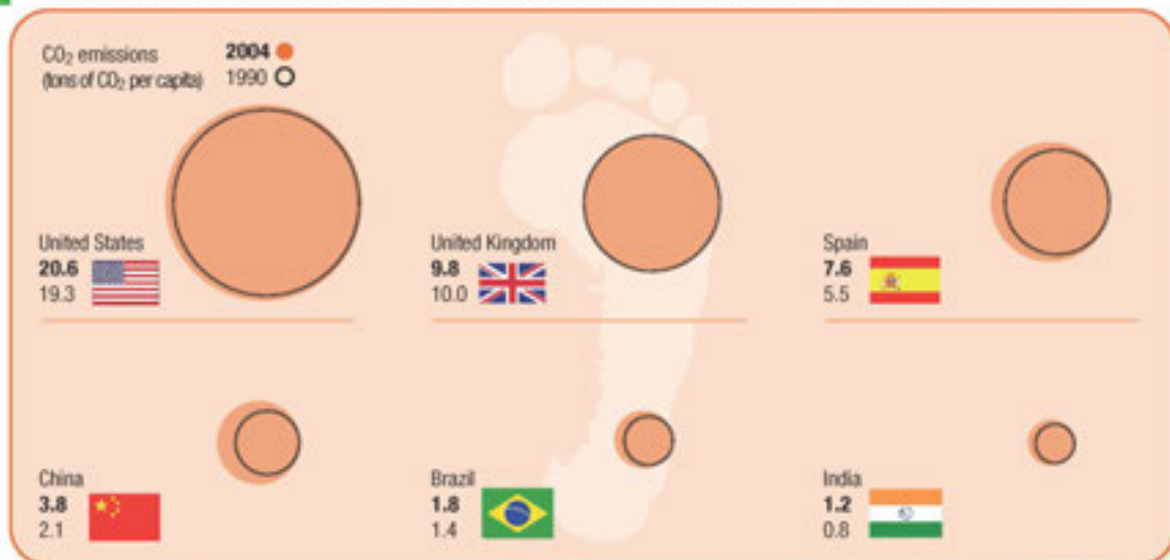 CO₂ emissions
(tons of CO₂ per capita)
2004
1990
United States
20.6
19.3
United Kingdom
9.8
10.0
Spain
7.6
5.5
China
3.8
2.1
Brazil
1.8
1.4
India
1.2
0.8